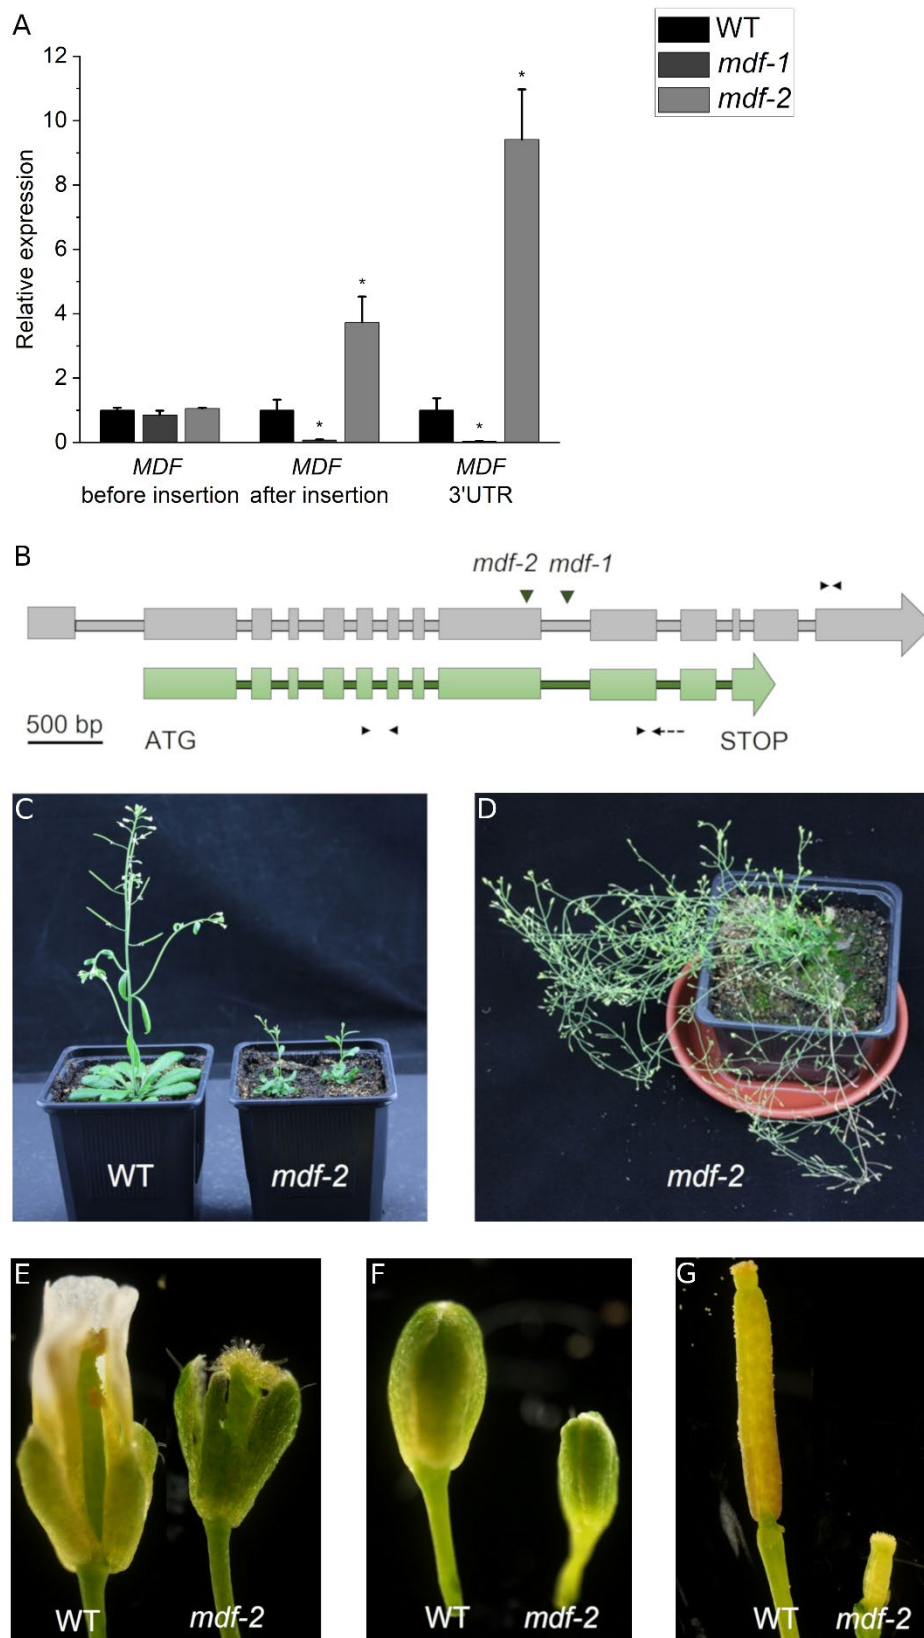 A
WT
mdf-1
mdf-2
12
10
8
6
4
2
0
Relative expression
*
*
*
*
MDF MDF MDF
before insertion after insertion 3'UTR
B
mdf-2 mdf-1
500 bp
ATG
STOP
C
WT
mdf-2
D
mdf-2
E
WT
mdf-2
F
WT
mdf-2
G
WT
mdf-2